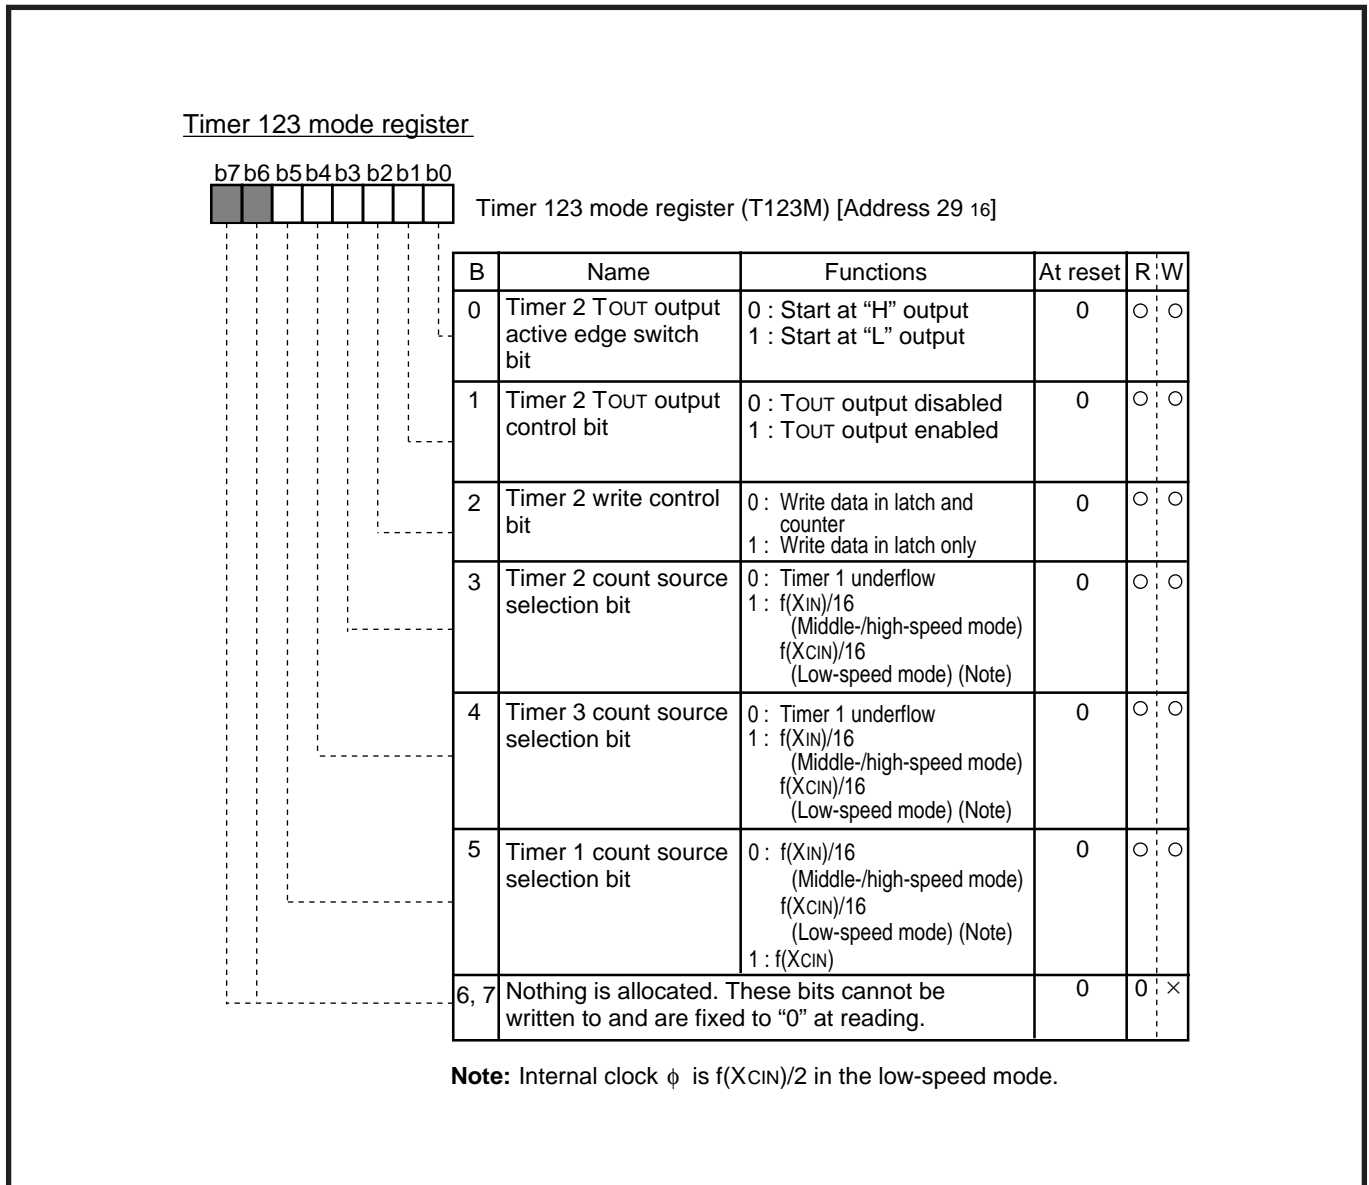 Timer 123 mode register
b7 b6 b5 b4 b3 b2 b1 b0
Timer 123 mode register (T123M) [Address 29 16]
B Name Functions At reset R W
0 Timer 2 TOUT output active edge switch bit 0 : Start at “H” output 1 : Start at “L” output 0 ○ ○
1 Timer 2 TOUT output control bit 0 : TOUT output disabled 1 : TOUT output enabled 0 ○ ○
2 Timer 2 write control bit 0 : Write data in latch and counter 1 : Write data in latch only 0 ○ ○
3 Timer 2 count source selection bit 0 : Timer 1 underflow 1 : f(XIN)/16 (Middle-/high-speed mode) f(XCIN)/16 (Low-speed mode) (Note) 0 ○ ○
4 Timer 3 count source selection bit 0 : Timer 1 underflow 1 : f(XIN)/16 (Middle-/high-speed mode) f(XCIN)/16 (Low-speed mode) (Note) 0 ○ ○
5 Timer 1 count source selection bit 0 : f(XIN)/16 (Middle-/high-speed mode) f(XCIN)/16 (Low-speed mode) (Note) 1 : f(XCIN) 0 ○ ○
6, 7 Nothing is allocated. These bits cannot be written to and are fixed to “0” at reading. 0 0 ×
Note: Internal clock ϕ is f(XCIN)/2 in the low-speed mode.